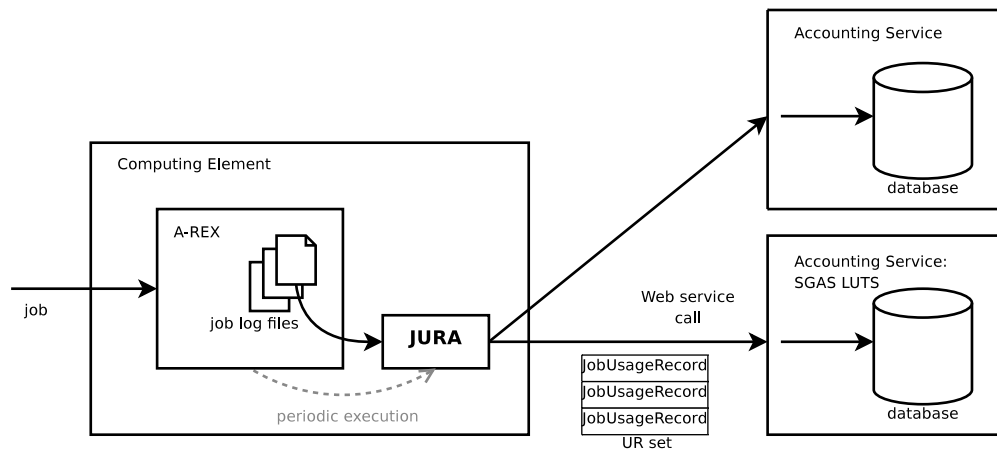 Accounting Service
database
Computing Element
A-REX
job log files
job
JURA
periodic execution
Web service
call
JobUsageRecord
JobUsageRecord
JobUsageRecord
UR set
Accounting Service:
SGAS LUTS
database